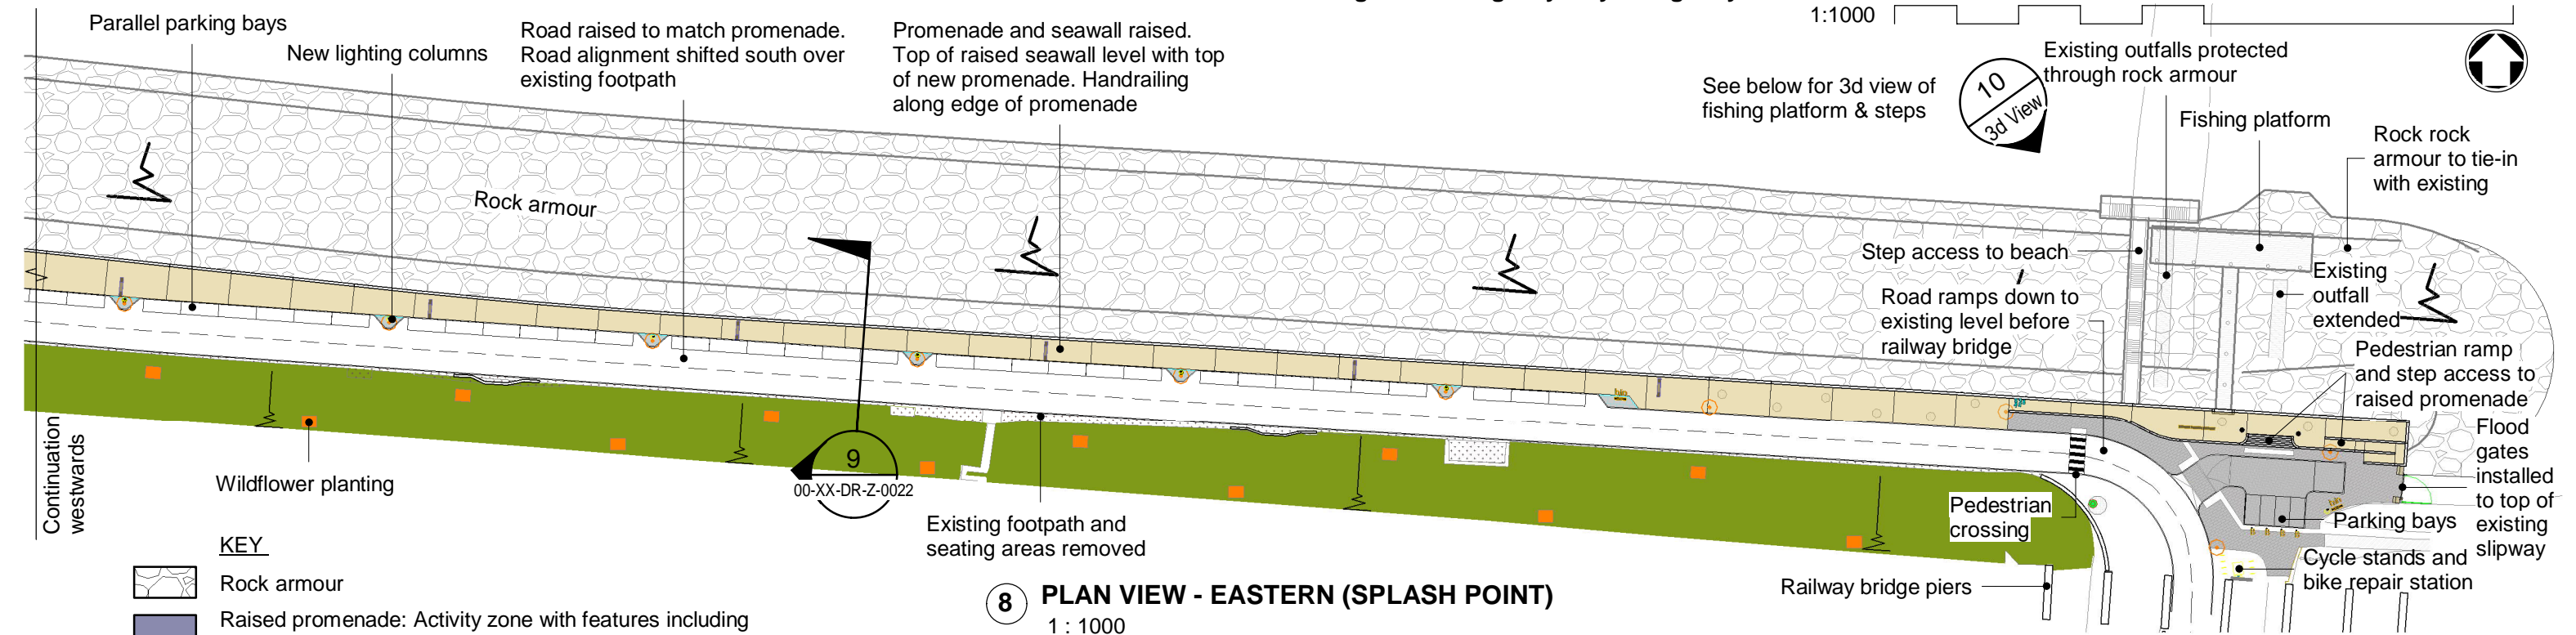 1:1000
Parallel parking bays
New lighting columns
Road raised to match promenade.
Road alignment shifted south over
existing footpath
Promenade and seawall raised.
Top of raised seawall level with top
of new promenade. Handrailing
along edge of promenade
See below for 3d view of
fishing platform & steps
10
3d View
Existing outfalls protected
through rock armour
Fishing platform
Rock rock
armour to tie-in
with existing
Rock armour
Step access to beach
Road ramps down to
existing level before
railway bridge
Existing
outfall
extended
Pedestrian ramp
and step access to
raised promenade
Flood
gates
installed
to top of
existing
slipway
Continuation
westwards
Wildflower planting
9
00-XX-DR-Z-0022
Existing footpath and
seating areas removed
Pedestrian
crossing
Parking bays
Cycle stands and
bike repair station
Railway bridge piers
KEY
Rock armour
Raised promenade: Activity zone with features including
8 PLAN VIEW - EASTERN (SPLASH POINT)
1 : 1000